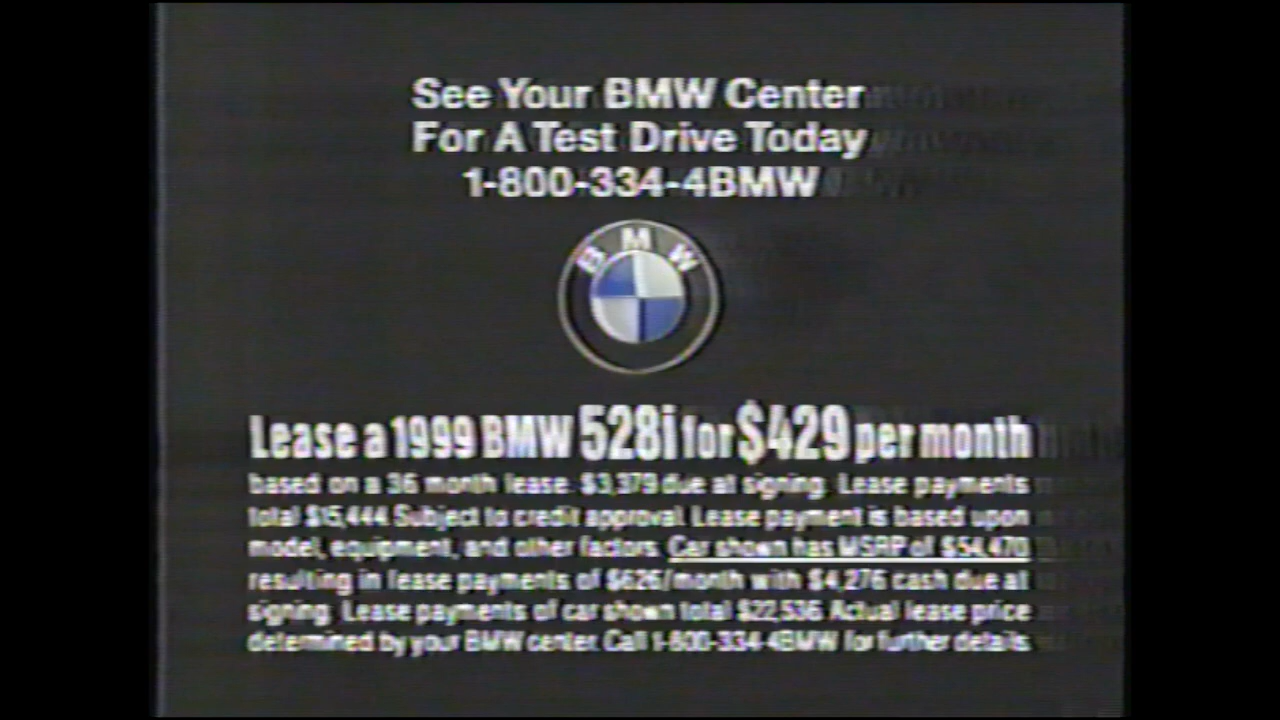 See Your BMW Center
For A Test Drive Today
1-800-334-4BMW
BMW
Lease a 1999 BMW 528i for $429 per month
based on a 36 month lease. $3,379 due at signing. Lease payments
total $15,444. Subject to credit approval. Lease payment is based upon
model, equipment, and other factors. Car shown has MSRP of $54,470
resulting in lease payments of $626/month with $4,276 cash due at
signing. Lease payments of car shown total $22,536. Actual lease price
determined by your BMW center. Call 1-800-334-4BMW for further details.